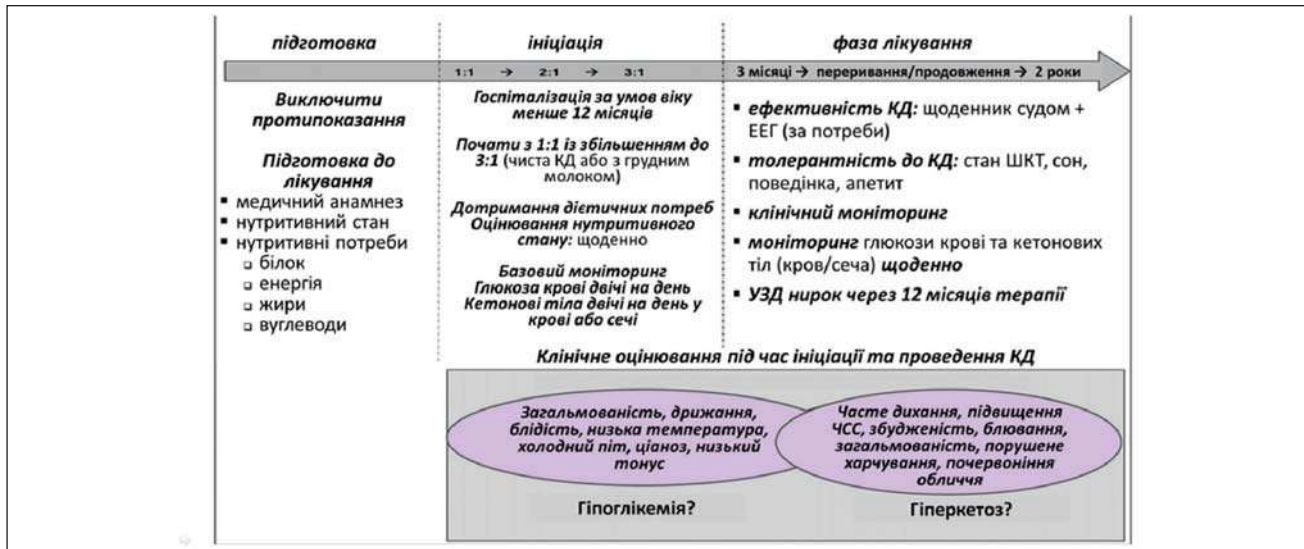 підготовка
ініціація
фаза лікування
1:1 → 2:1 → 3:1
3 місяці → переривання/продовження → 2 роки
Виключити
протипоказання
Підготовка до
лікування
▪ медичний анамнез
▪ нутритивний стан
▪ нутритивні потреби
❑ білок
❑ енергія
❑ жири
❑ вуглеводи
Госпіталізація за умов віку
менше 12 місяців
Почати з 1:1 із збільшенням до
3:1 (чиста КД або з грудним
молоком)
Дотримання дієтичних потреб
Оцінювання нутритивного
стану: щоденно
Базовий моніторинг
Глюкоза крові двічі на день
Кетонові тіла двічі на день у
крові або сечі
▪ ефективність КД: щоденник судом +
ЕЕГ (за потреби)
▪ толерантність до КД: стан ШКТ, сон,
поведінка, апетит
▪ клінічний моніторинг
▪ моніторинг глюкози крові та кетонових
тіл (кров/сеча) щоденно
▪ УЗД нирок через 12 місяців терапії
Клінічне оцінювання під час ініціації та проведення КД
Загальмованість, дрижання,
блідість, низька температура,
холодний піт, ціаноз, низький
тонус
Гіпоглікемія?
Часте дихання, підвищення
ЧСС, збудженість, блювання,
загальмованість, порушене
харчування, почервоніння
обличчя
Гіперкетоз?